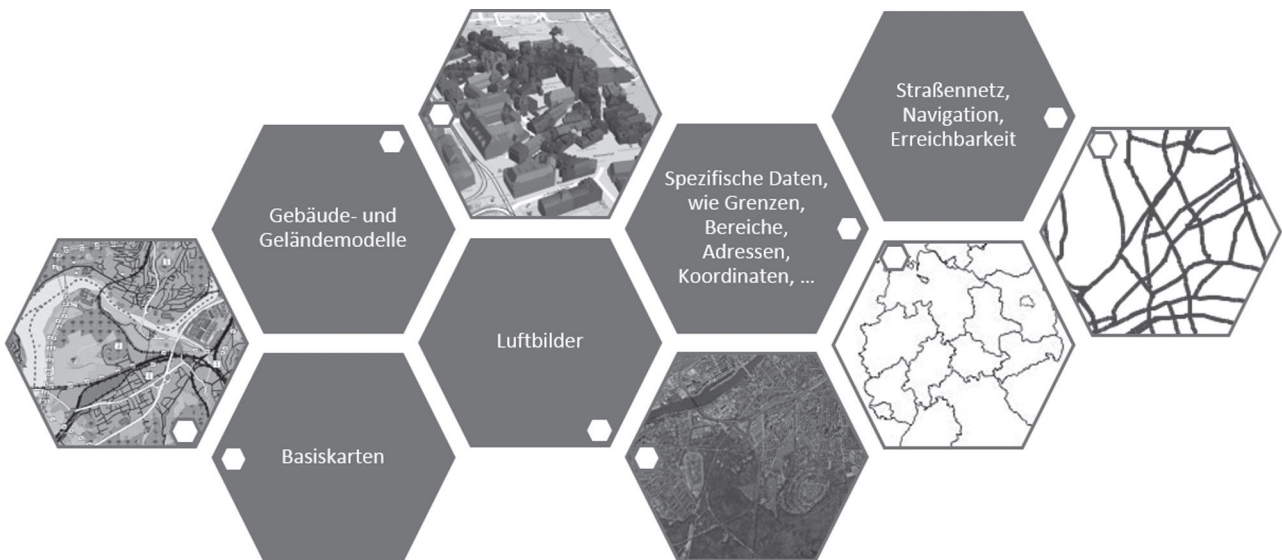 Gebäude- und
Geländemodelle
Basiskarten
Luftbilder
Spezifische Daten,
wie Grenzen,
Bereiche,
Adressen,
Koordinaten, ...
Straßennetz,
Navigation,
Erreichbarkeit